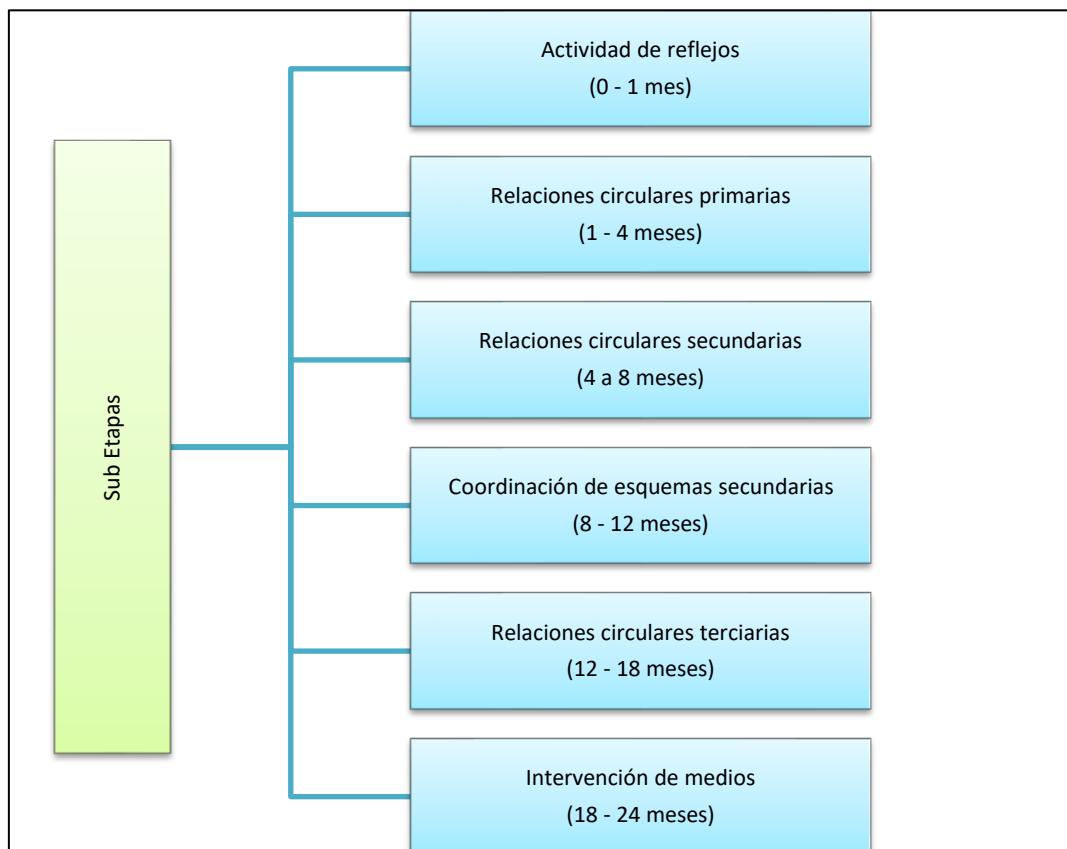 Sub Etapas
Actividad de reflejos
(0 - 1 mes)
Relaciones circulares primarias
(1 - 4 meses)
Relaciones circulares secundarias
(4 a 8 meses)
Coordinación de esquemas secundarias
(8 - 12 meses)
Relaciones circulares terciarias
(12 - 18 meses)
Intervención de medios
(18 - 24 meses)